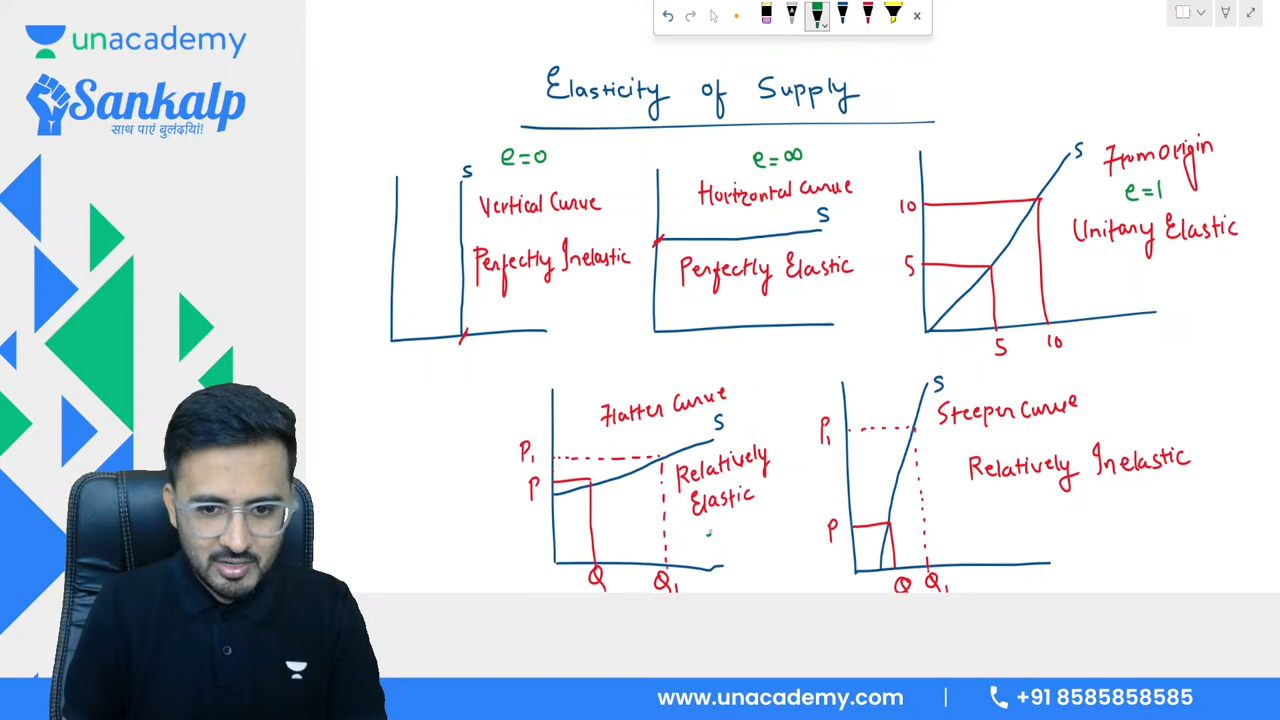 unacademy
Sankalp
साथ पाएं बुलंदियां!
Elasticity of Supply
S
e=0
Vertical Curve
Perfectly Inelastic
e=∞
Horizontal Curve
S
Perfectly Elastic
S
From Origin
e=1
Unitary Elastic
10
5
5 10
Flatter Curve
S
Relatively
Elastic
P₁
P
Q Q₁
S
Steeper Curve
Relatively Inelastic
P₁
P
Q Q₁
www.unacademy.com | +91 8585858585